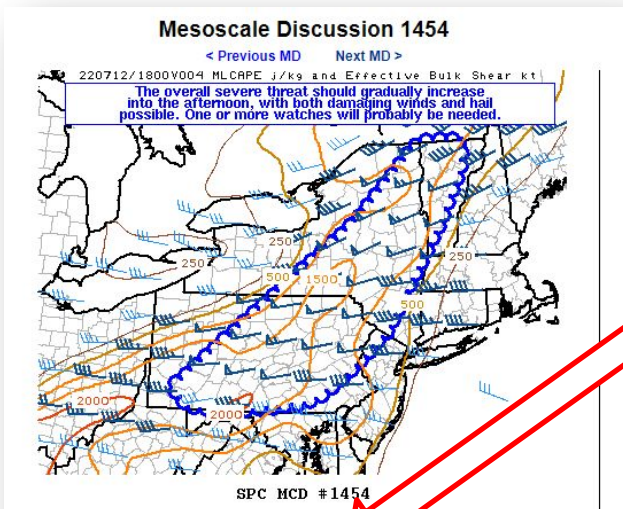 Mesoscale Discussion 1454
< Previous MD Next MD >
220712/1800V004 MLCAPE j/kg and Effective Bulk Shear kt
The overall severe threat should gradually increase
into the afternoon, with both damaging winds and hail
possible. One or more watches will probably be needed.
250
250
250
500
1500
500
2000
2000
SPC MCD #1454